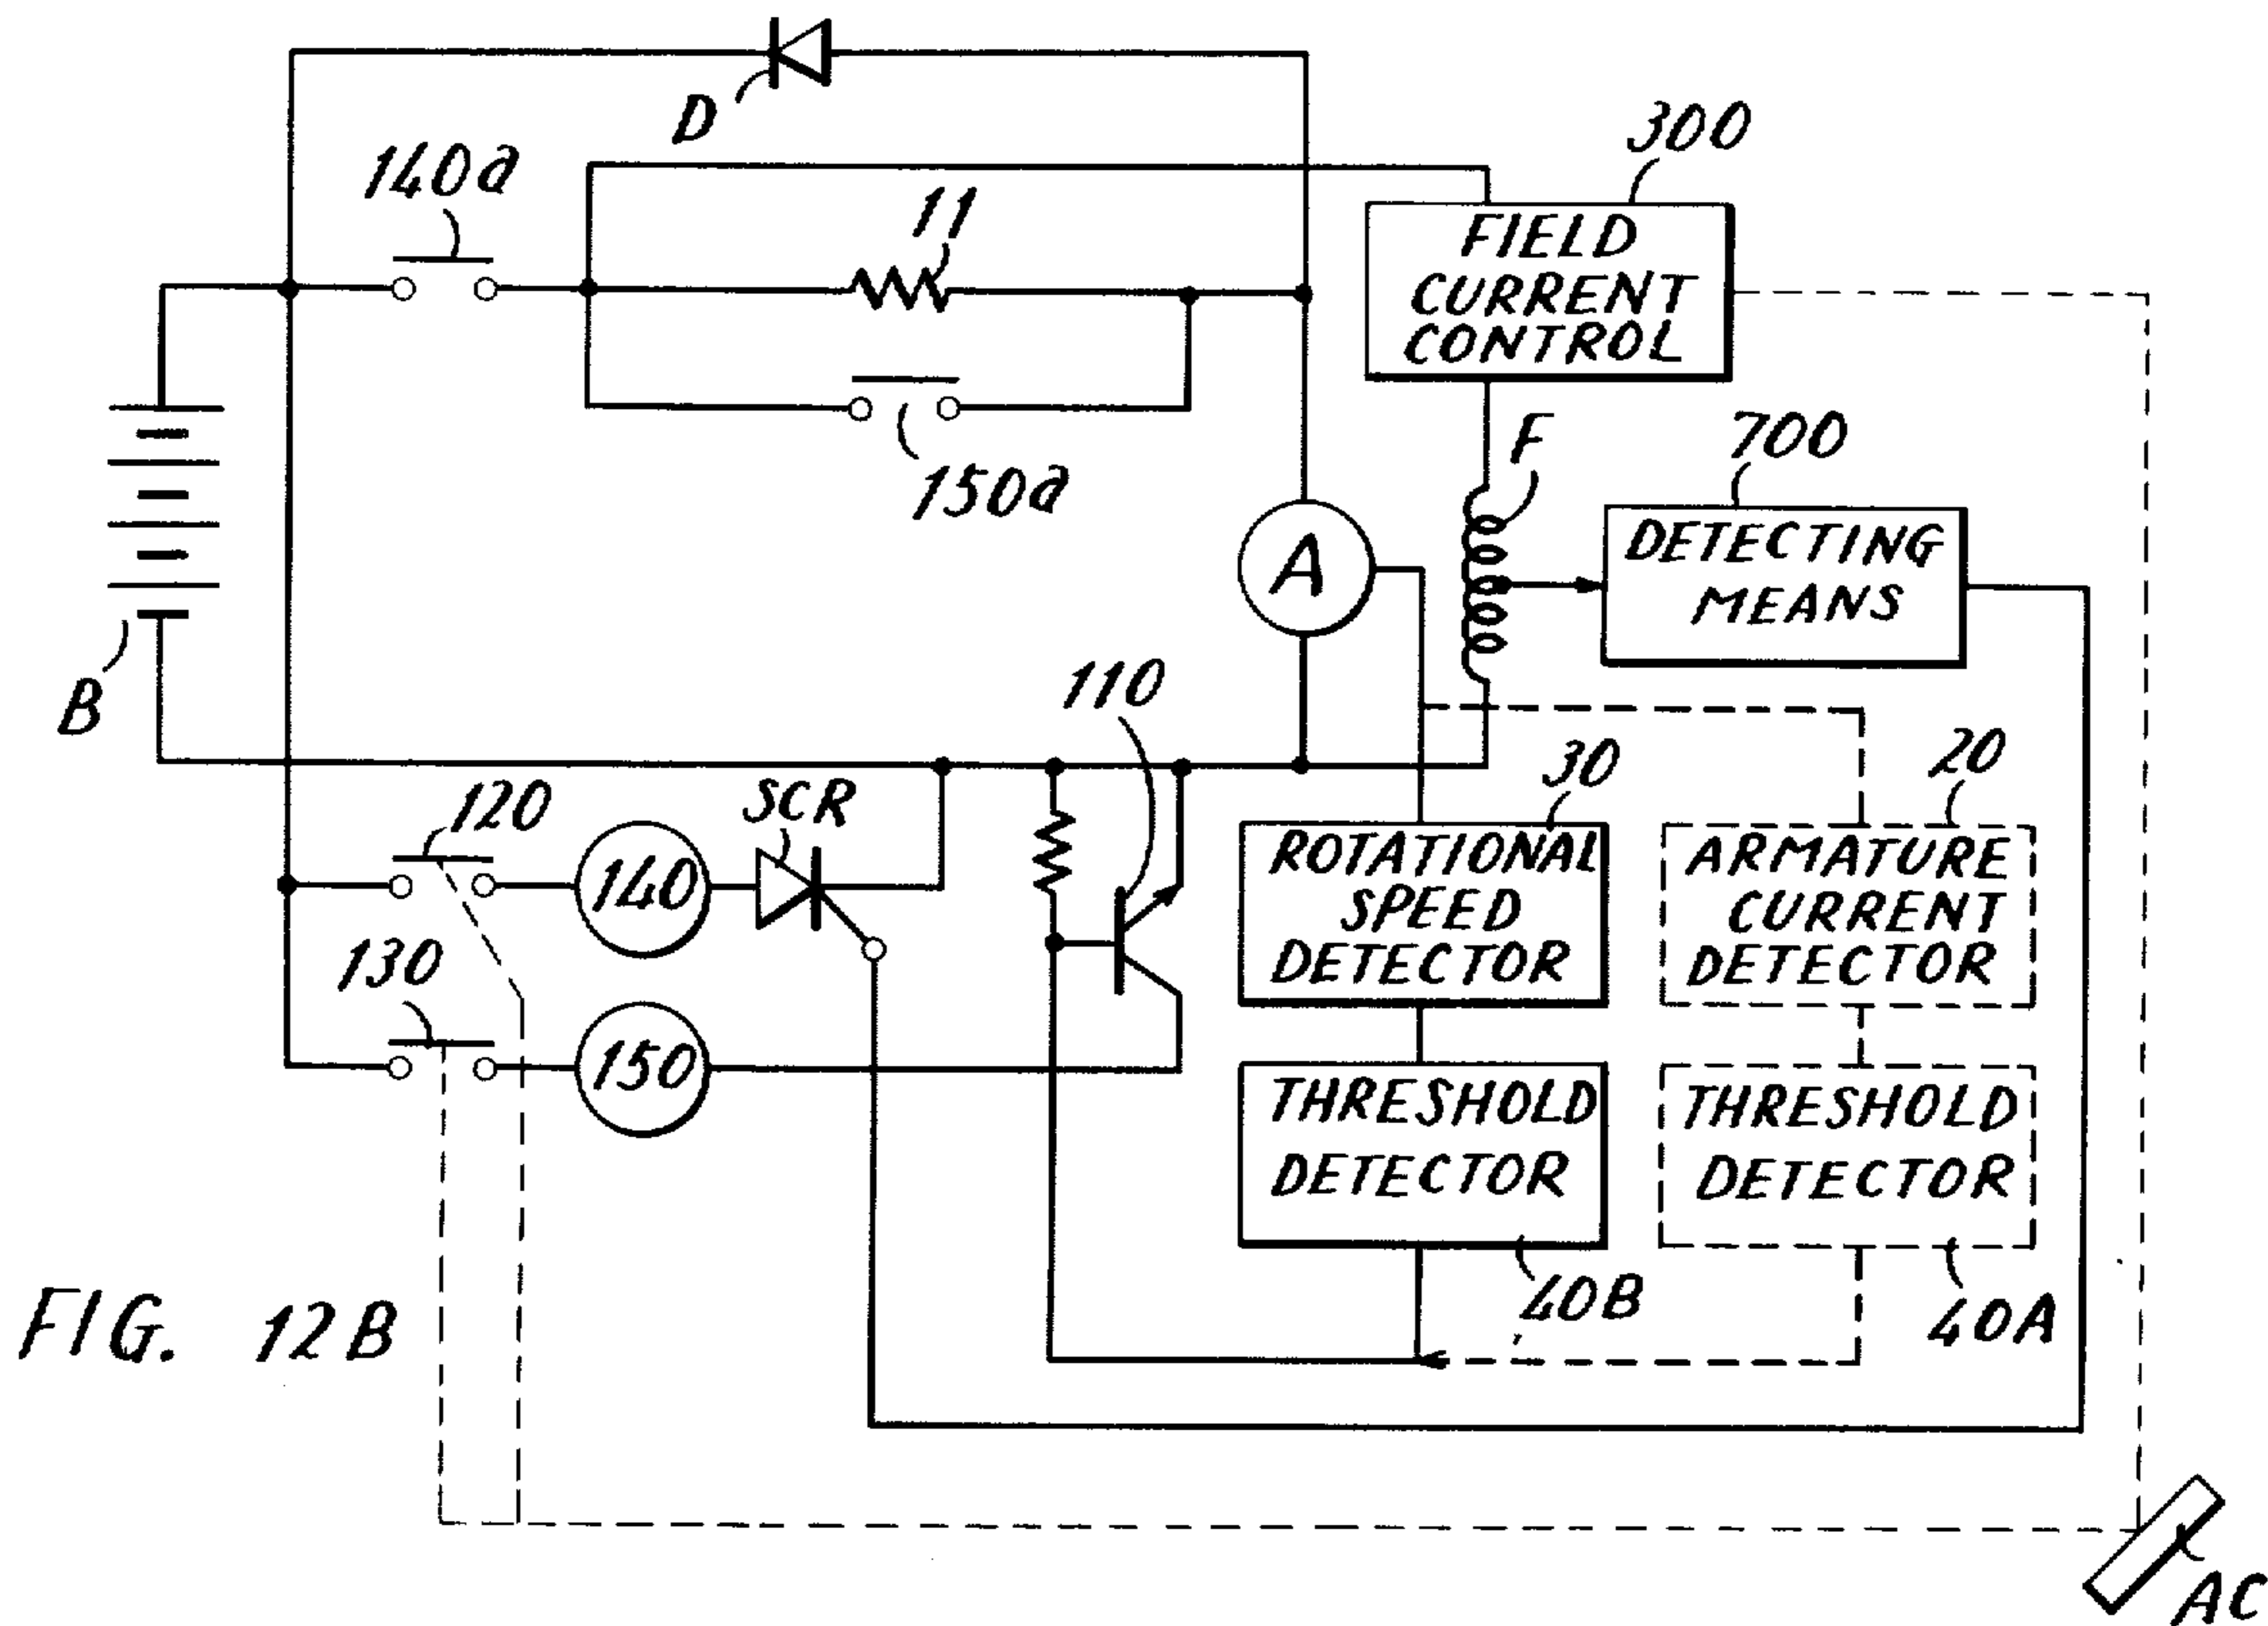 D
300
140a
11
FIELD
CURRENT
CONTROL
150a
F
700
A
DETECTING
MEANS
B
110
120
SCR
30
20
140
ROTATIONAL
SPEED
DETECTOR
ARMATURE
CURRENT
DETECTOR
130
150
THRESHOLD
DETECTOR
THRESHOLD
DETECTOR
40B
40A
FIG. 12B
AC